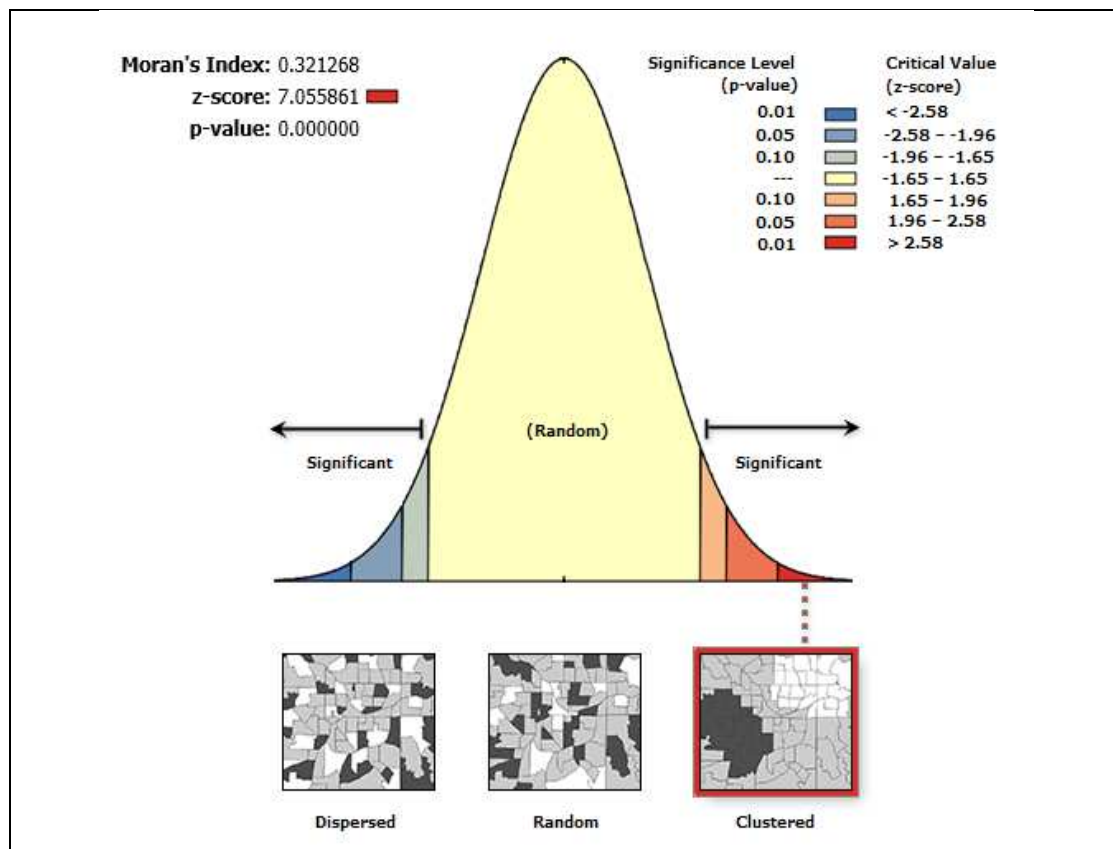 Moran's Index: 0.321268
z-score: 7.055861
p-value: 0.000000
Significance Level
(p-value)
Critical Value
(z-score)
0.01 < -2.58
0.05 -2.58 – -1.96
0.10 -1.96 – -1.65
--- -1.65 – 1.65
0.10 1.65 – 1.96
0.05 1.96 – 2.58
0.01 > 2.58
(Random)
Significant
Significant
Dispersed
Random
Clustered